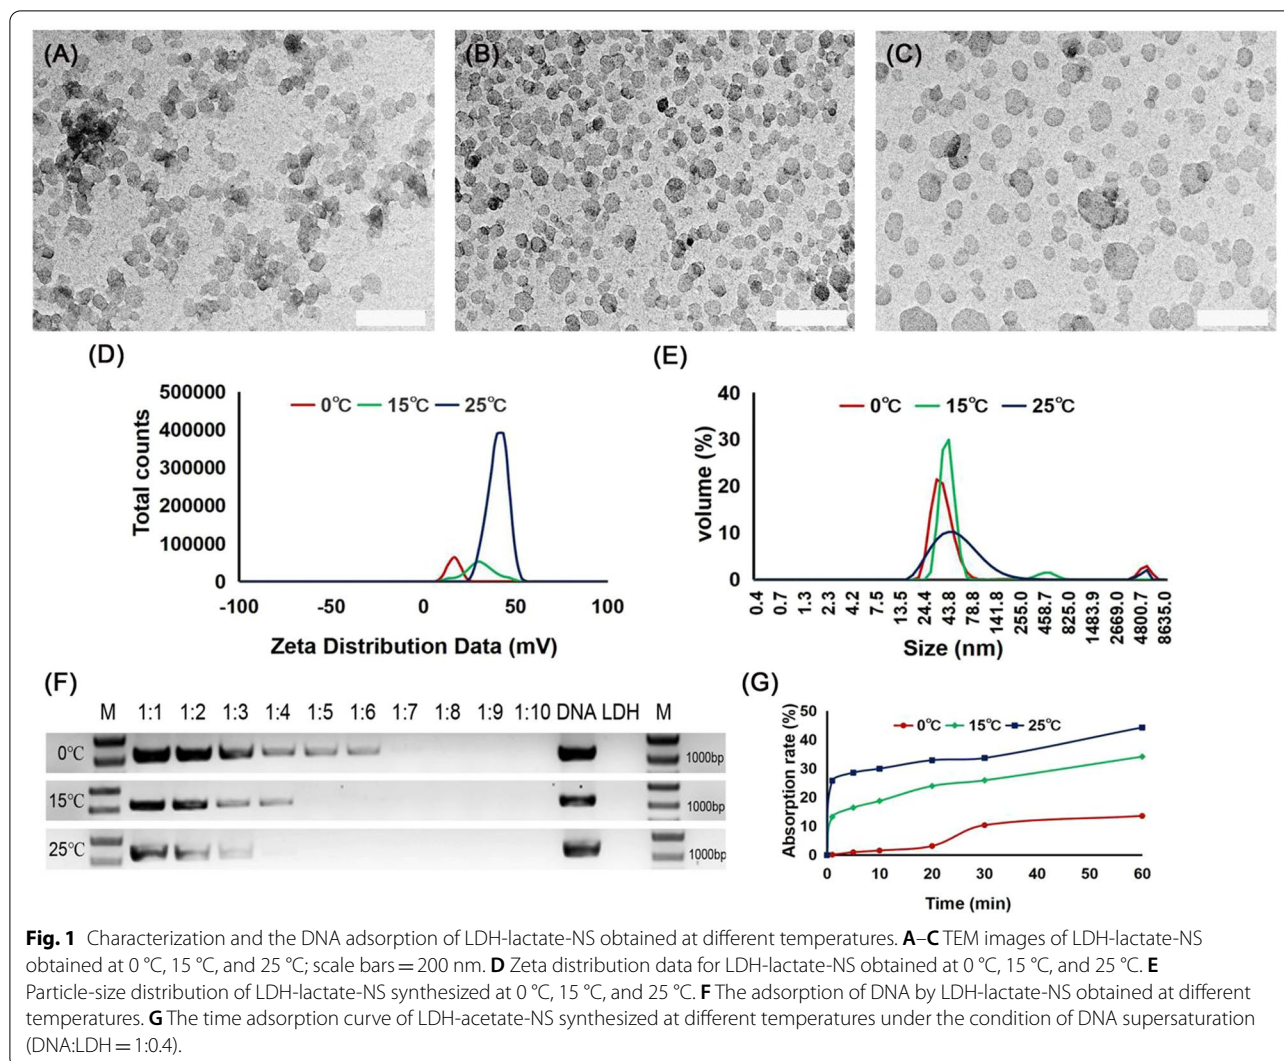 (A)
(B)
(C)
(D)
500000
400000
300000
200000
100000
0
Total counts
0℃ 15℃ 25℃
-100 -50 0 50 100
Zeta Distribution Data (mV)
(E)
40
30
20
10
0
volume (%)
0℃ 15℃ 25℃
0.4 0.7 1.3 2.3 4.2 7.5 13.5 24.4 43.8 78.8 141.8 255.0 458.7 825.0 1483.9 2669.0 4800.7 8635.0
Size (nm)
(F)
M 1:1 1:2 1:3 1:4 1:5 1:6 1:7 1:8 1:9 1:10 DNA LDH M
0℃ 1000bp
15℃ 1000bp
25℃ 1000bp
(G)
50
40
30
20
10
0
Absorption rate (%)
0℃ 15℃ 25℃
0 10 20 30 40 50 60
Time (min)
Fig. 1 Characterization and the DNA adsorption of LDH-lactate-NS obtained at different temperatures. A–C TEM images of LDH-lactate-NS
obtained at 0 °C, 15 °C, and 25 °C; scale bars = 200 nm. D Zeta distribution data for LDH-lactate-NS obtained at 0 °C, 15 °C, and 25 °C. E
Particle-size distribution of LDH-lactate-NS synthesized at 0 °C, 15 °C, and 25 °C. F The adsorption of DNA by LDH-lactate-NS obtained at different
temperatures. G The time adsorption curve of LDH-acetate-NS synthesized at different temperatures under the condition of DNA supersaturation
(DNA:LDH = 1:0.4).